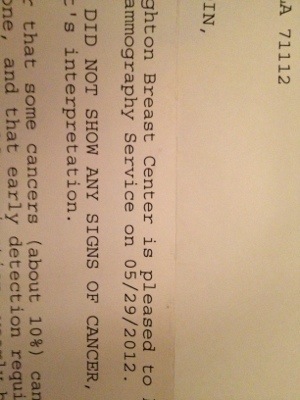 A 71112
IN,
ghton Breast Center is pleased to
ammography Service on 05/29/2012.
DID NOT SHOW ANY SIGNS OF CANCER,
's interpretation.
that some cancers (about 10%) can
one, and that early detection requi